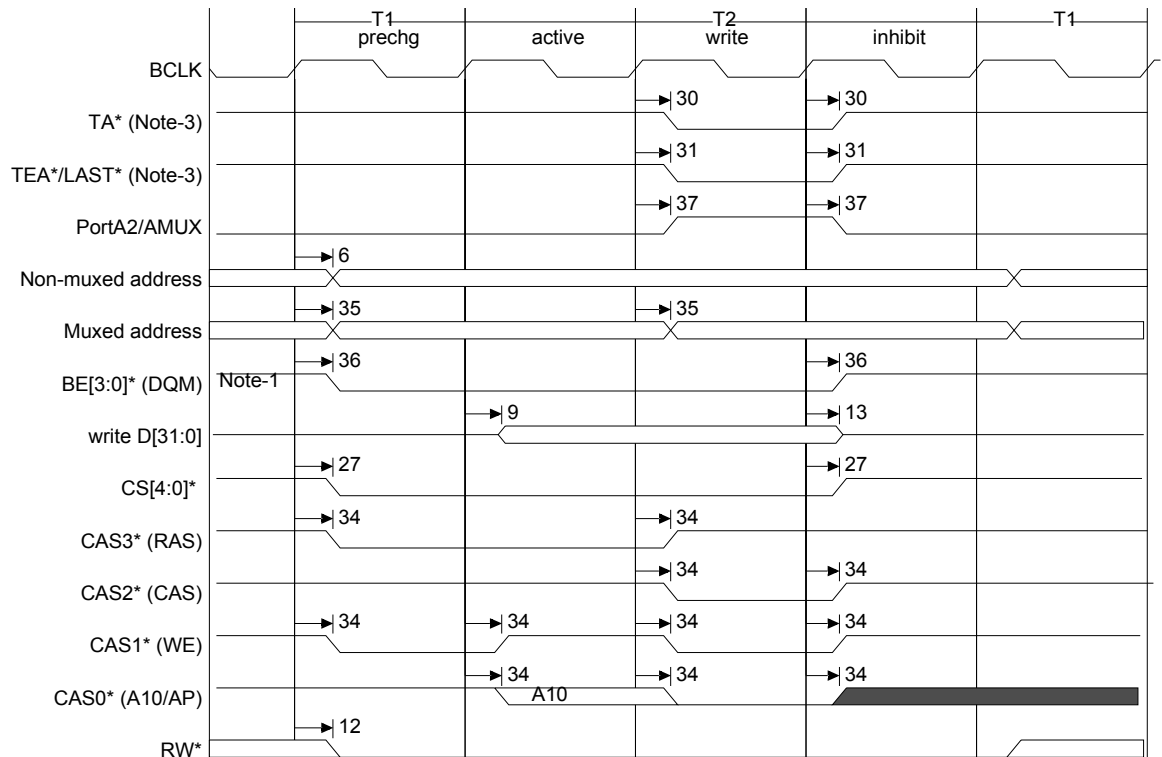 T1 T2 T1
prechg active write inhibit
BCLK
30 30
TA* (Note-3)
31 31
TEA*/LAST* (Note-3)
37 37
PortA2/AMUX
6
Non-muxed address
35 35
Muxed address
36 36
BE[3:0]* (DQM) Note-1
9 13
write D[31:0]
27 27
CS[4:0]*
34 34
CAS3* (RAS)
34 34
CAS2* (CAS)
34 34 34 34
CAS1* (WE)
34 34 34
CAS0* (A10/AP) A10
12
RW*